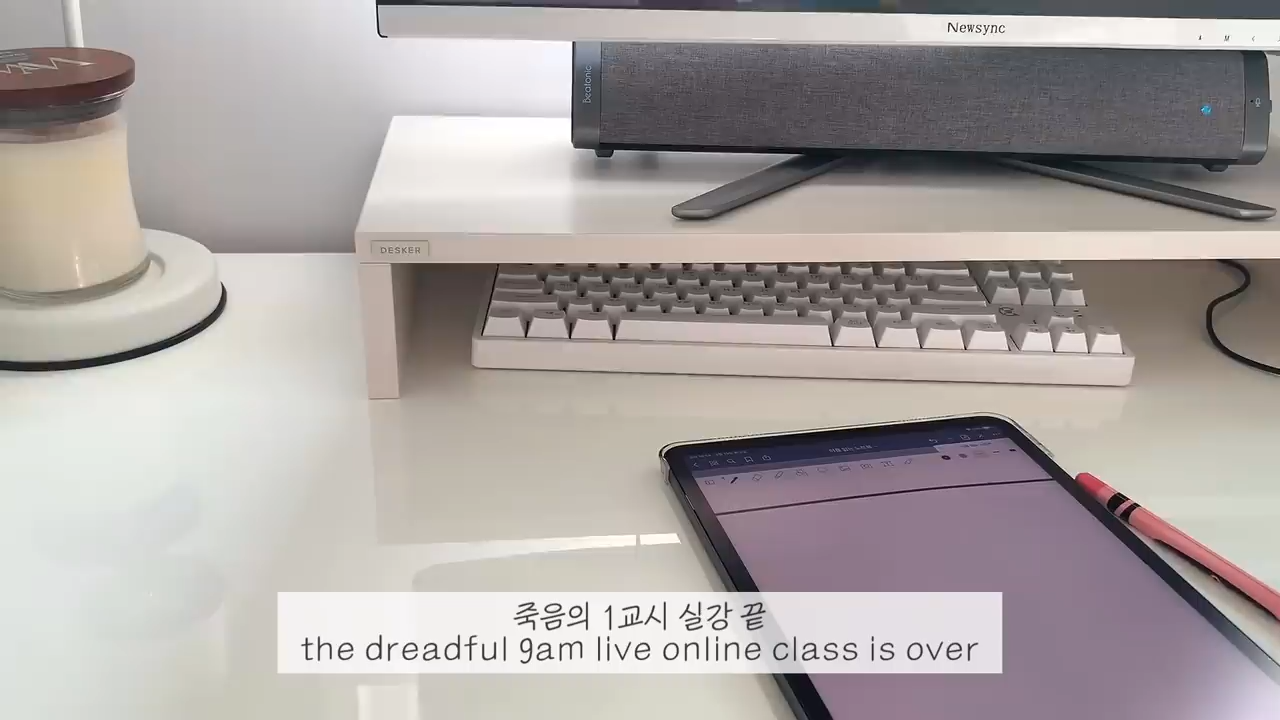 Newsync
Beatonic
DESKER
죽음의 1교시 실강 끝
the dreadful 9am live online class is over